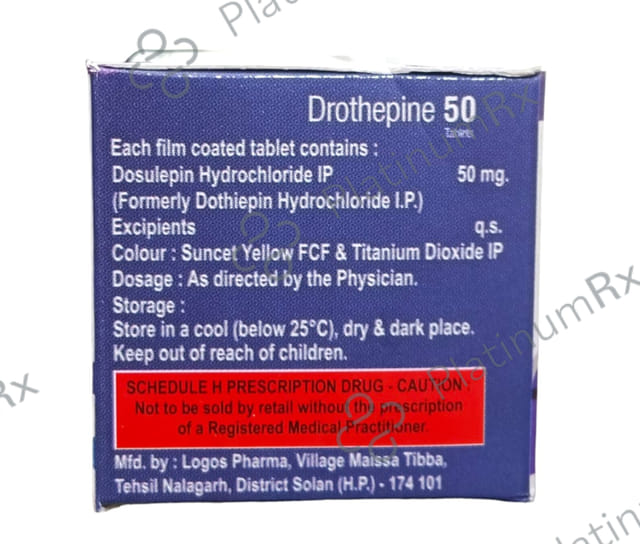 Drothepine 50
Tablets
Each film coated tablet contains :
Dosulepin Hydrochloride IP 50 mg.
(Formerly Dothiepin Hydrochloride I.P.)
Excipients q.s.
Colour : Suncet Yellow FCF & Titanium Dioxide IP
Dosage : As directed by the Physician.
Storage :
Store in a cool (below 25°C), dry & dark place.
Keep out of reach of children.
SCHEDULE H PRESCRIPTION DRUG - CAUTION :
Not to be sold by retail without the prescription
of a Registered Medical Practitioner.
Mfd. by : Logos Pharma, Village Maissa Tibba,
Tehsil Nalagarh, District Solan (H.P.) - 174 101
PlatinumRx
PlatinumRx
PlatinumRx
Rx